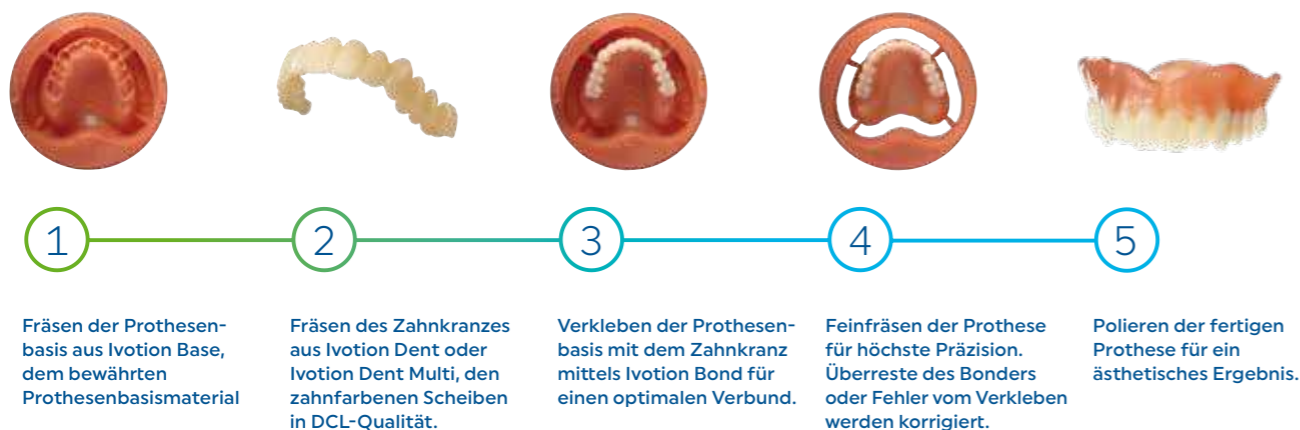 1
2
3
4
5
Fräsen der Prothesen-
basis aus Ivotion Base,
dem bewährten
Prothesenbasismaterial
Fräsen des Zahnkranzes
aus Ivotion Dent oder
Ivotion Dent Multi, den
zahnfarbenen Scheiben
in DCL-Qualität.
Verkleben der Prothesen-
basis mit dem Zahnkranz
mittels Ivotion Bond für
einen optimalen Verbund.
Feinfräsen der Prothese
für höchste Präzision.
Überreste des Bonders
oder Fehler vom Verkleben
werden korrigiert.
Polieren der fertigen
Prothese für ein
ästhetisches Ergebnis.